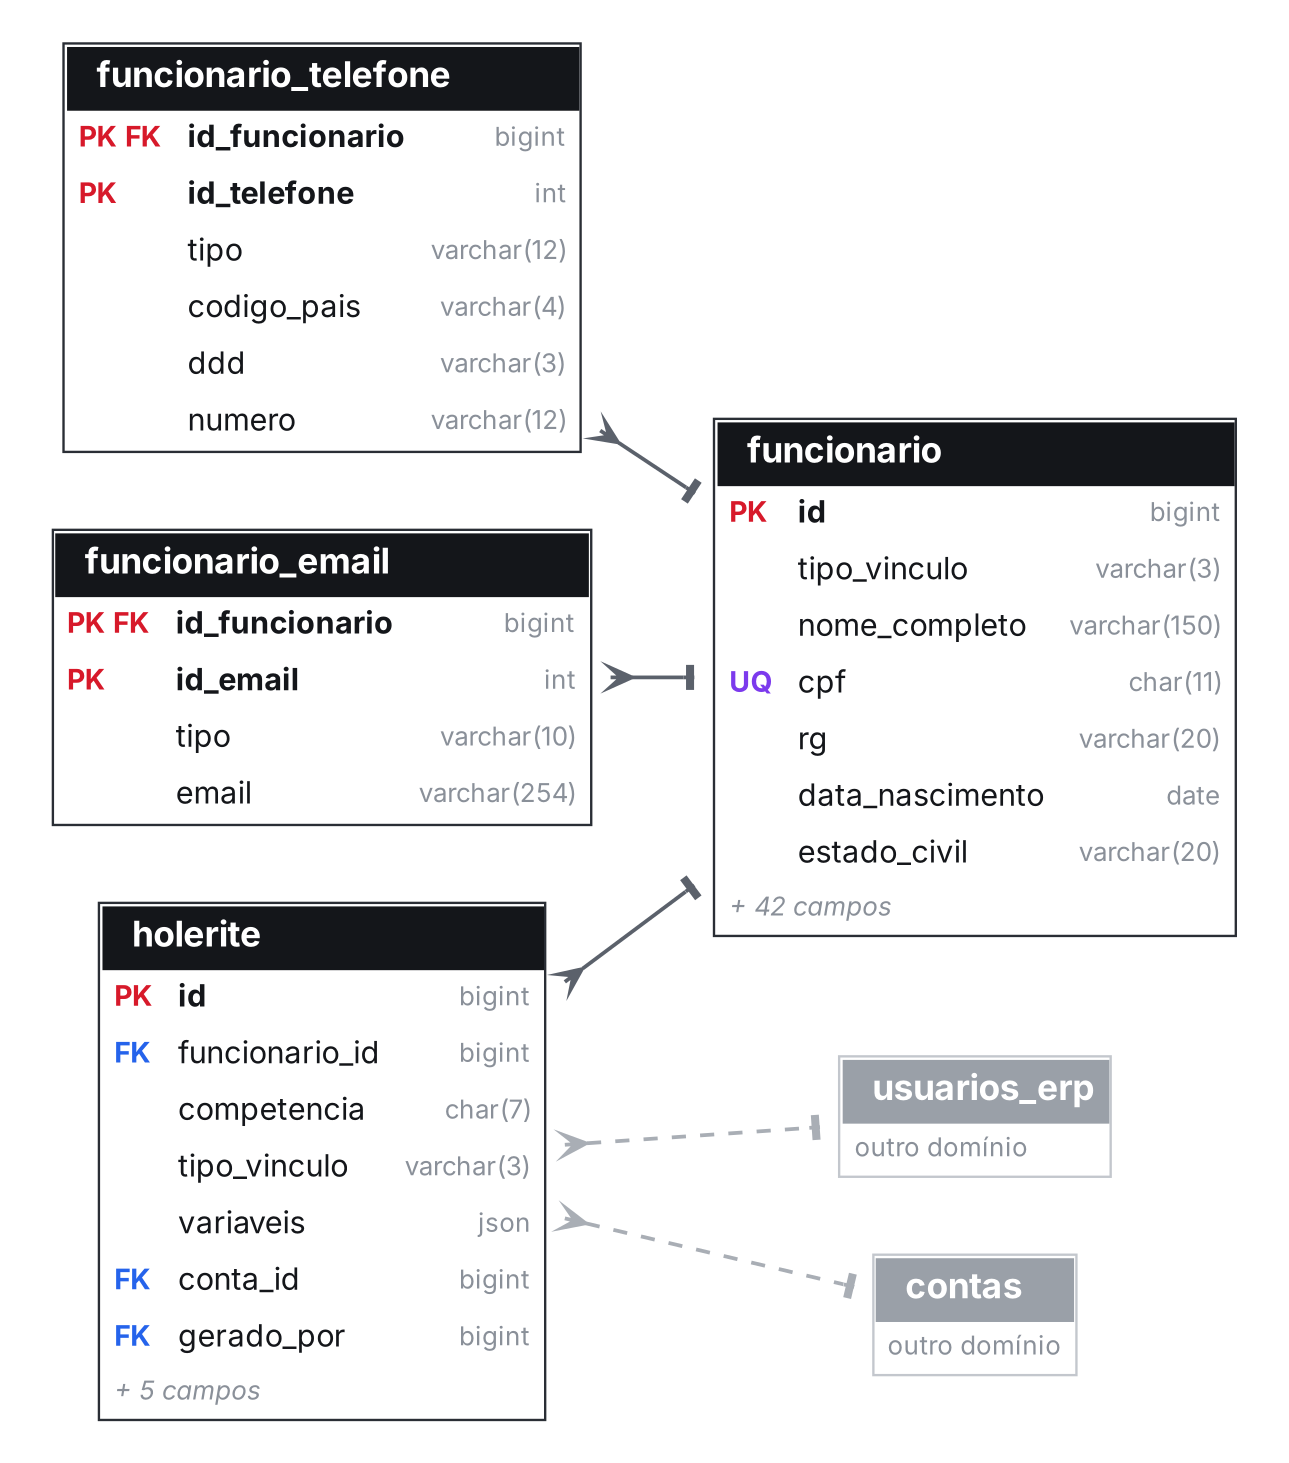 funcionario_telefone
PK FK id_funcionario bigint
PK id_telefone int
tipo varchar(12)
codigo_pais varchar(4)
ddd varchar(3)
numero varchar(12)
funcionario
PK id bigint
tipo_vinculo varchar(3)
nome_completo varchar(150)
UQ cpf char(11)
rg varchar(20)
data_nascimento date
estado_civil varchar(20)
+ 42 campos
funcionario_email
PK FK id_funcionario bigint
PK id_email int
tipo varchar(10)
email varchar(254)
holerite
PK id bigint
FK funcionario_id bigint
competencia char(7)
tipo_vinculo varchar(3)
variaveis json
FK conta_id bigint
FK gerado_por bigint
+ 5 campos
usuarios_erp
outro domínio
contas
outro domínio